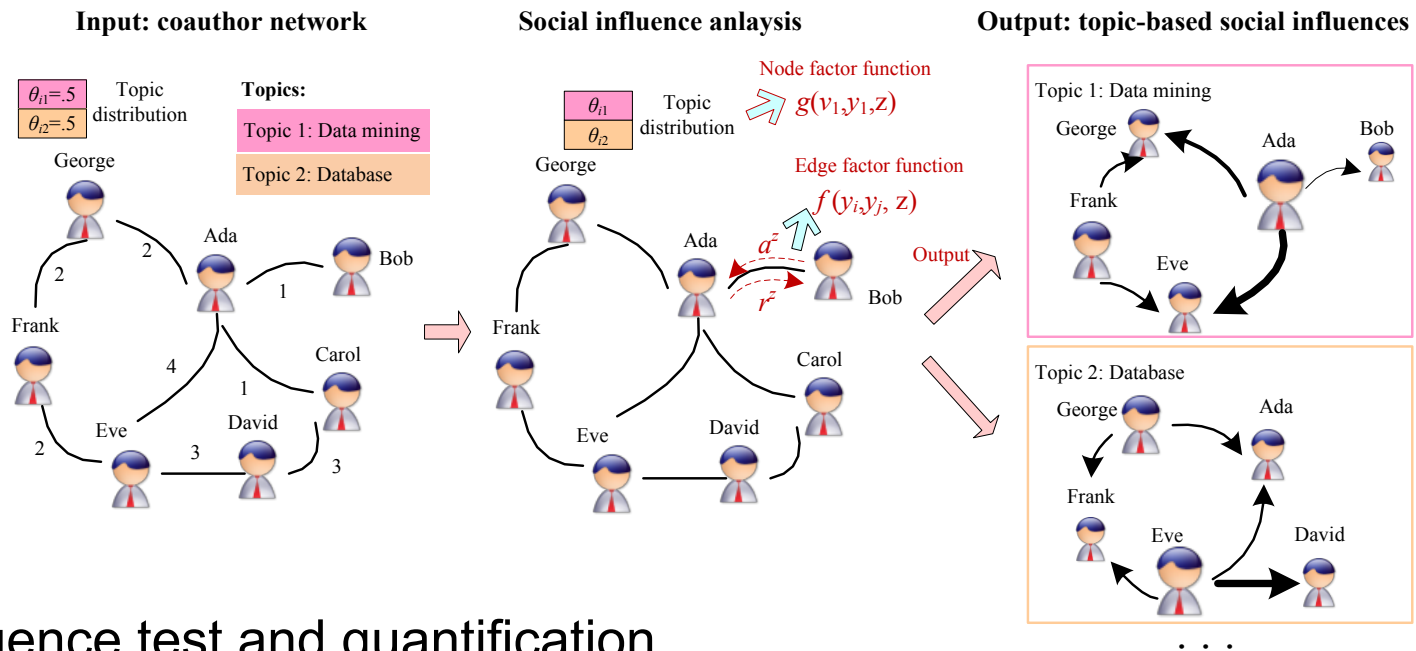 Input: coauthor network
Social influence anlaysis
Output: topic-based social influences
θi1=.5
θi2=.5
Topic
distribution
Topics:
Topic 1: Data mining
Topic 2: Database
George
Ada
Bob
Frank
Carol
Eve
David
2
2
1
4
1
2
3
3
θi1
θi2
Topic
distribution
Node factor function
g(v1,y1,z)
Edge factor function
f (yi,yj, z)
George
Ada
az
rz
Bob
Frank
Carol
Eve
David
Output
Topic 1: Data mining
George
Ada
Bob
Frank
Eve
Topic 2: Database
George
Ada
Frank
Eve
David
. . .
uence test and quantification